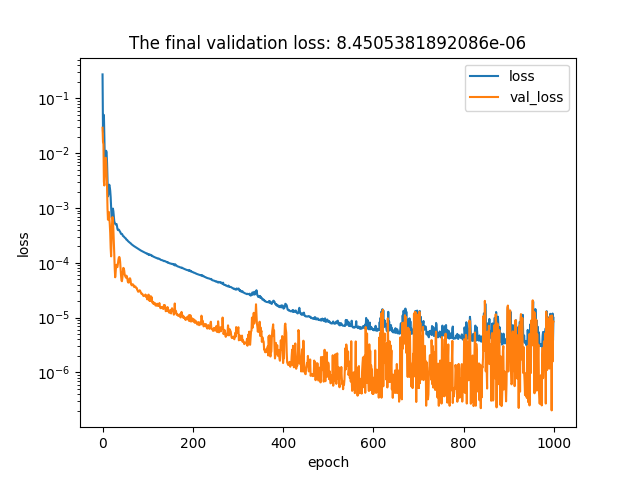 The final validation loss: 8.4505381892086e-06
loss
val_loss
10⁻¹
10⁻²
10⁻³
10⁻⁴
10⁻⁵
10⁻⁶
loss
0 200 400 600 800 1000
epoch